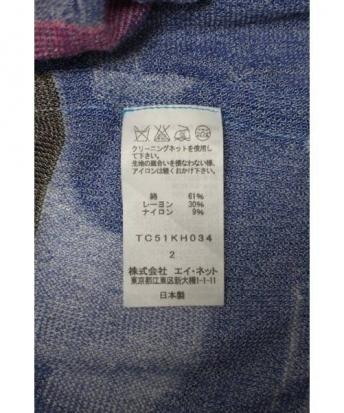 クリーニングネットを使用し
て下さい。
生地の風合いを損なわない様、
アイロンは軽くおかけ下さい。
綿 61%
レーヨン 30%
ナイロン 9%
TC51KH034
2
株式会社 エイ・ネット
東京都江東区新大橋1-1-11
日本製